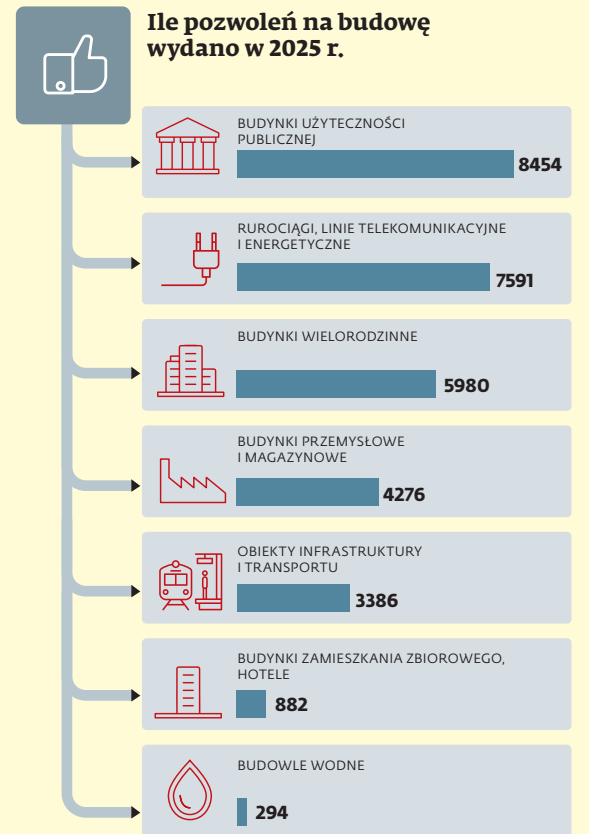 Ile pozwoleń na budowę
wydano w 2025 r.
BUDYNKI UŻYTECZNOŚCI
PUBLICZNEJ
8454
RUROCIĄGI, LINIE TELEKOMUNIKACYJNE
I ENERGETYCZNE
7591
BUDYNKI WIELORODZINNE
5980
BUDYNKI PRZEMYSŁOWE
I MAGAZYNOWE
4276
OBIEKTY INFRASTRUKTURY
I TRANSPORTU
3386
BUDYNKI ZAMIESZKANIA ZBIOROWEGO,
HOTELE
882
BUDOWLE WODNE
294